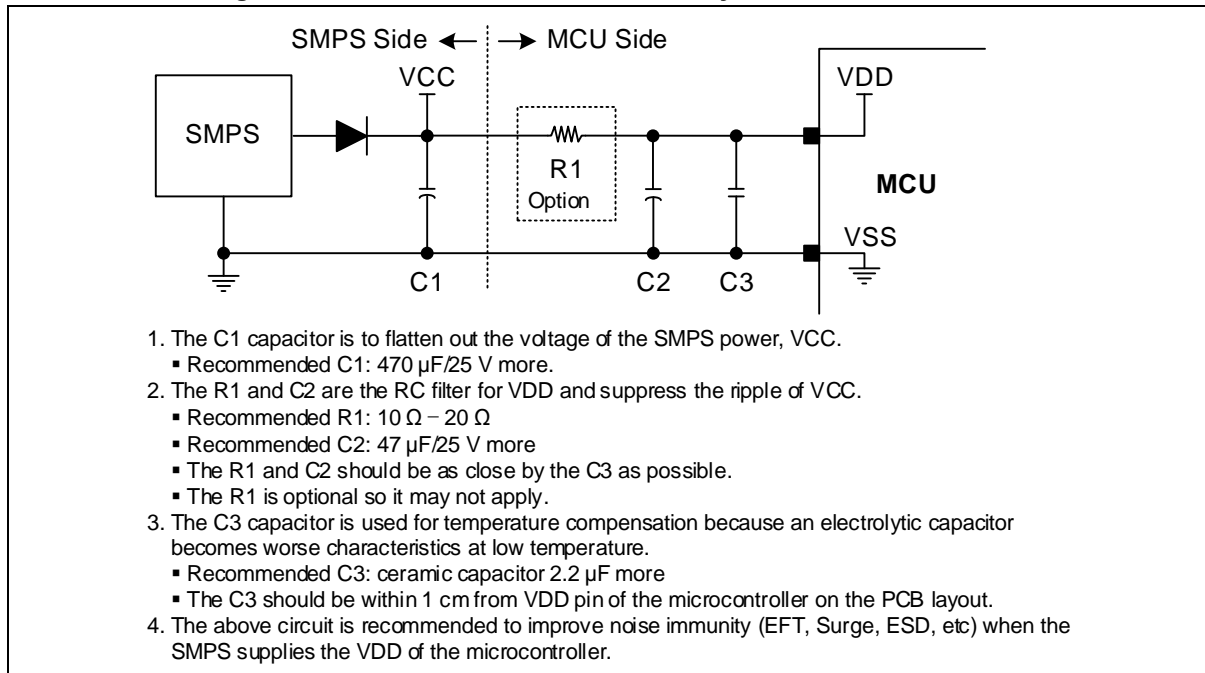 SMPS Side
MCU Side
VCC
VDD
SMPS
R1
Option
MCU
VSS
C1
C2
C3
1. The C1 capacitor is to flatten out the voltage of the SMPS power, VCC.
▪ Recommended C1: 470 µF/25 V more.
2. The R1 and C2 are the RC filter for VDD and suppress the ripple of VCC.
▪ Recommended R1: 10 Ω – 20 Ω
▪ Recommended C2: 47 µF/25 V more
▪ The R1 and C2 should be as close by the C3 as possible.
▪ The R1 is optional so it may not apply.
3. The C3 capacitor is used for temperature compensation because an electrolytic capacitor
becomes worse characteristics at low temperature.
▪ Recommended C3: ceramic capacitor 2.2 µF more
▪ The C3 should be within 1 cm from VDD pin of the microcontroller on the PCB layout.
4. The above circuit is recommended to improve noise immunity (EFT, Surge, ESD, etc) when the
SMPS supplies the VDD of the microcontroller.